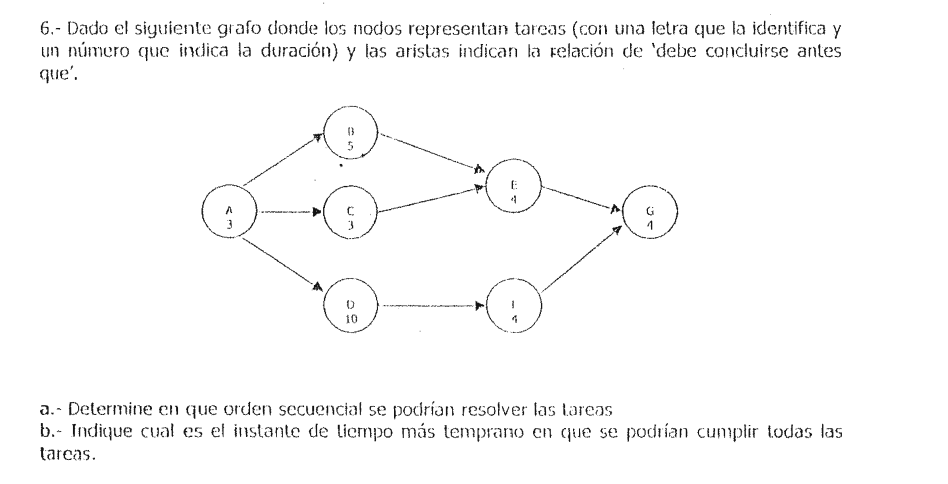 6.- Dado el siguiente grafo donde los nodos representan tareas (con una letra que la identifica y
un número que indica la duración) y las aristas indican la relación de 'debe concluirse antes
que'.
B
5
E
4
A
3
C
3
G
4
D
10
4
a.- Determine en que orden secuencial se podrían resolver las tareas
b.- Indique cual es el instante de tiempo más temprano en que se podrían cumplir todas las
tareas.